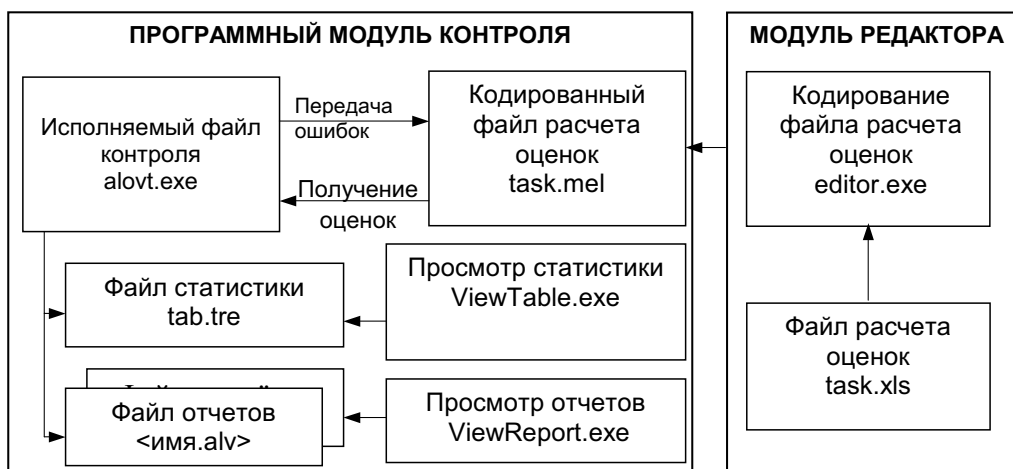 ПРОГРАММНЫЙ МОДУЛЬ КОНТРОЛЯ
Исполняемый файл
контроля
alovt.exe
Передача
ошибок
Получение
оценок
Кодированный
файл расчета
оценок
task.mel
Файл статистики
tab.tre
Просмотр статистики
ViewTable.exe
Файл отчетов
<имя.alv>
Просмотр отчетов
ViewReport.exe
МОДУЛЬ РЕДАКТОРА
Кодирование
файла расчета
оценок
editor.exe
Файл расчета
оценок
task.xls